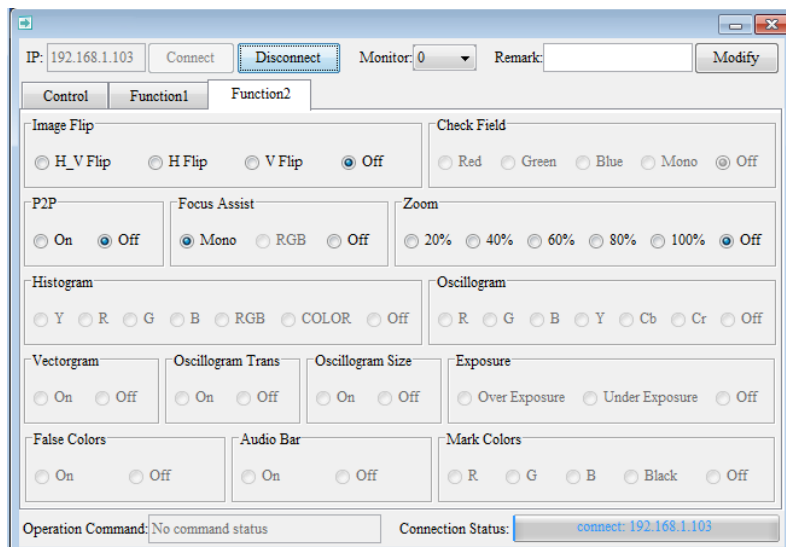 IP: 192.168.1.103 Connect Disconnect Monitor: 0 Remark: Modify
Control Function1 Function2
Image Flip Check Field
H_V Flip H Flip V Flip Off Red Green Blue Mono Off
P2P Focus Assist Zoom
On Off Mono RGB Off 20% 40% 60% 80% 100% Off
Histogram Oscillogram
Y R G B RGB COLOR Off R G B Y Cb Cr Off
Vectorgram Oscillogram Trans Oscillogram Size Exposure
On Off On Off On Off Over Exposure Under Exposure Off
False Colors Audio Bar Mark Colors
On Off On Off R G B Black Off
Operation Command: No command status Connection Status: connect: 192.168.1.103